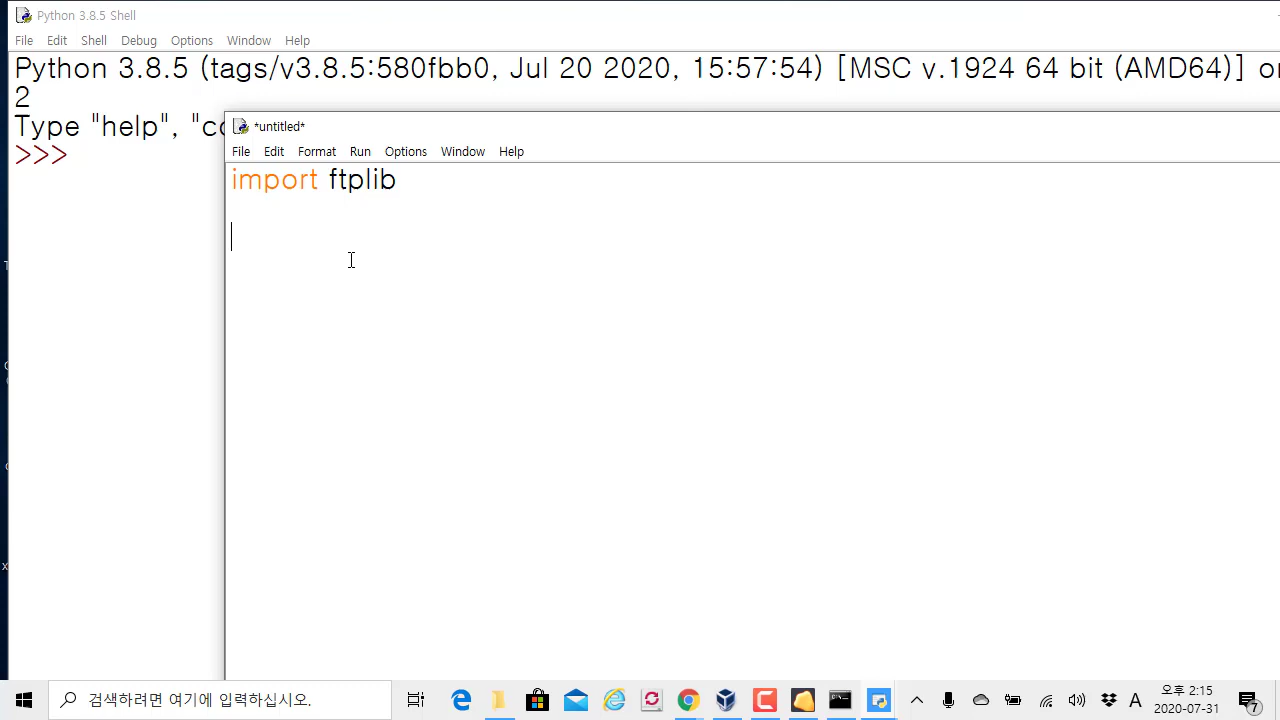 Python 3.8.5 Shell
File Edit Shell Debug Options Window Help
Python 3.8.5 (tags/v3.8.5:580fbb0, Jul 20 2020, 15:57:54) [MSC v.1924 64 bit (AMD64)] or
2
Type "help", "co
>>>
*untitled*
File Edit Format Run Options Window Help
import ftplib
검색하려면 여기에 입력하십시오.
A
오후 2:15
2020-07-31
7